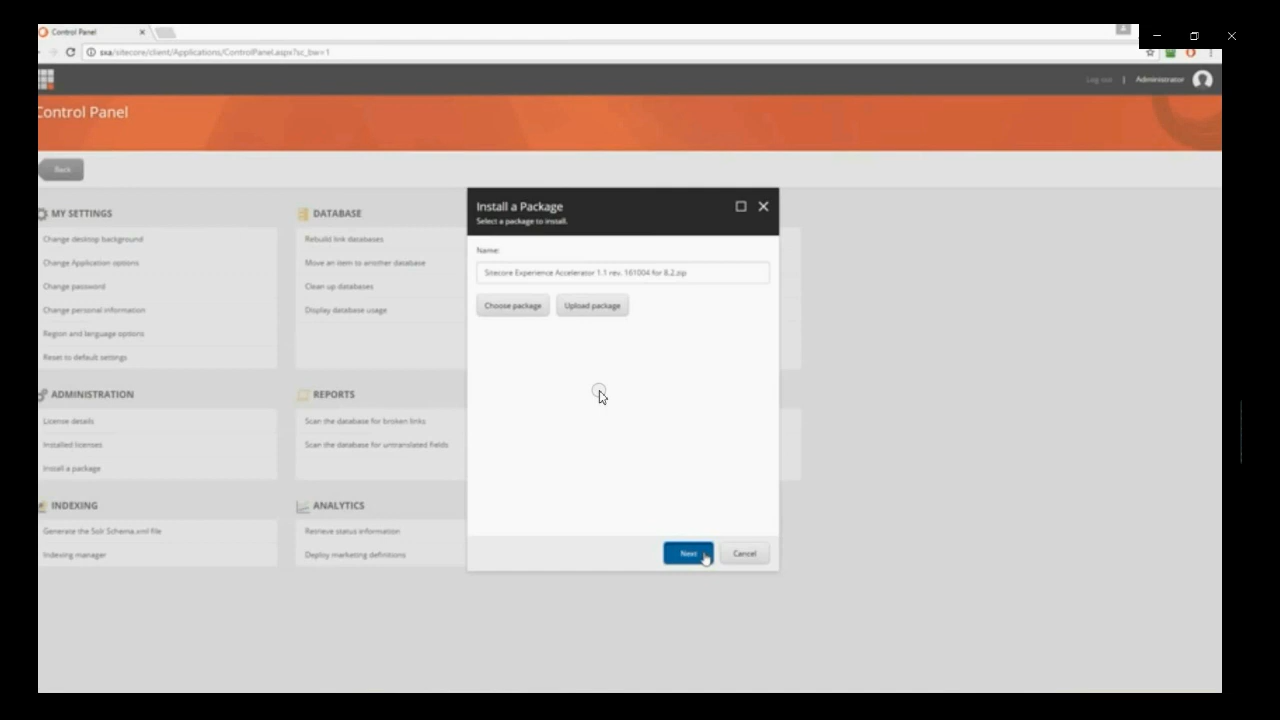 Control Panel
sxa/sitecore/client/Applications/ControlPanel.aspx?sc_bw=1
Log out | Administrator
Control Panel
Back
MY SETTINGS
Change desktop background
Change Application options
Change password
Change personal information
Region and language options
Reset to default settings
DATABASE
Rebuild link databases
Move an item to another database
Clean up databases
Display database usage
ADMINISTRATION
License details
Installed licenses
Install a package
REPORTS
Scan the database for broken links
Scan the database for untranslated fields
INDEXING
Generate the Solr Schema.xml file
Indexing manager
ANALYTICS
Retrieve status information
Deploy marketing definitions
Install a Package
Select a package to install.
Name:
Sitecore Experience Accelerator 1.1 rev. 161004 for 8.2.zip
Choose package
Upload package
Next
Cancel